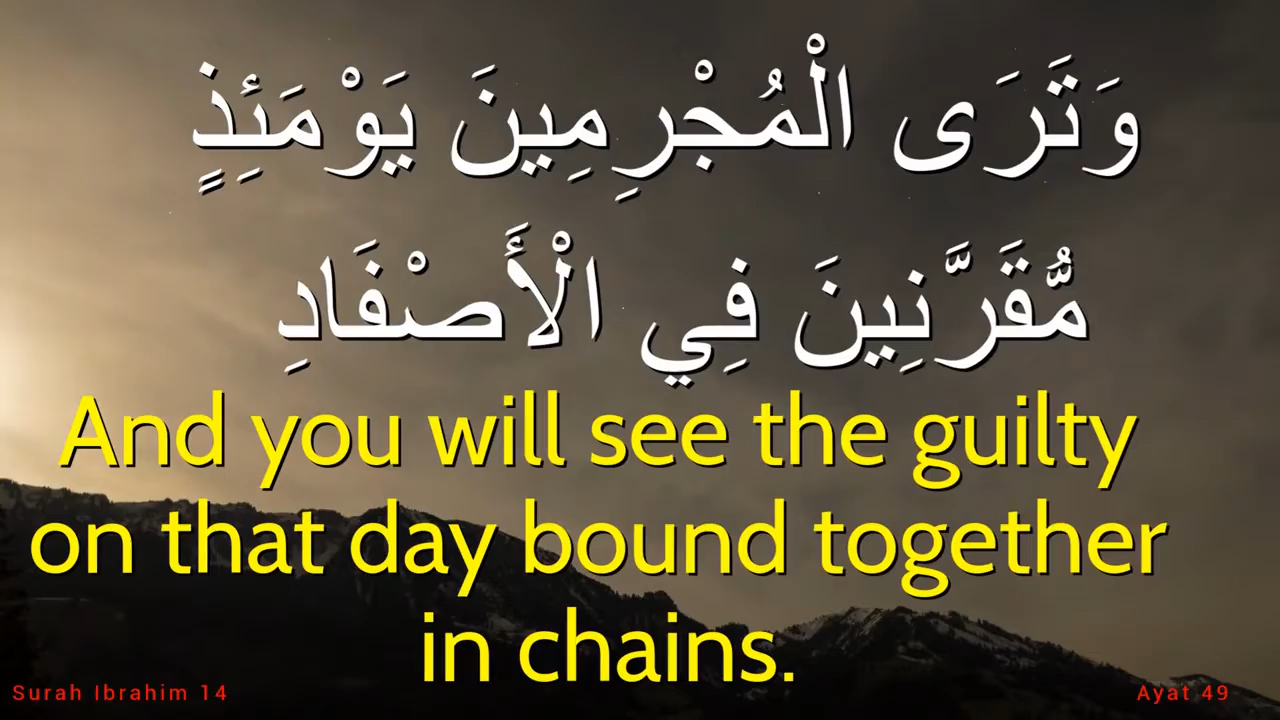 وَتَرَى الْمُجْرِمِينَ يَوْمَئِذٍ
مُّقَرَّنِينَ فِي الْأَصْفَادِ
And you will see the guilty
on that day bound together
in chains.
Surah Ibrahim 14
Ayat 49